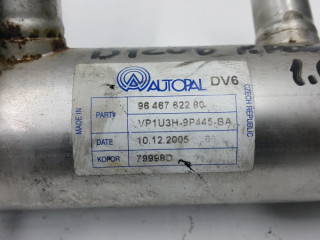 AUTOPAL DV6
MADE IN
CZECH REPUBLIC
PART# 96 467 622 80
VP1U3H-9P445-BA
DATE 10.12.2005
KOPOR 79998D